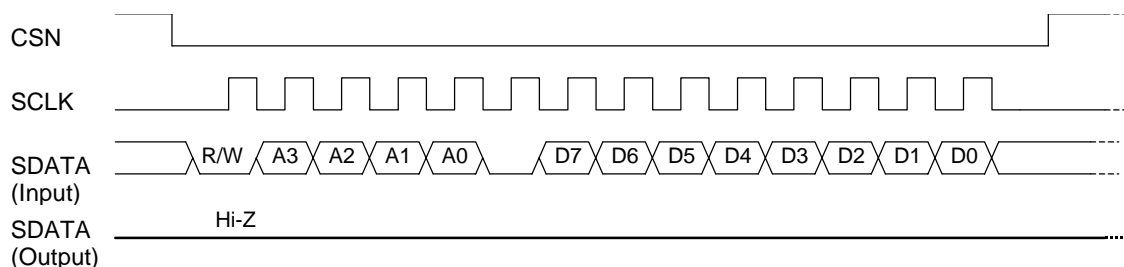 CSN
SCLK
SDATA
(Input)
R/W A3 A2 A1 A0 D7 D6 D5 D4 D3 D2 D1 D0
SDATA
(Output)
Hi-Z